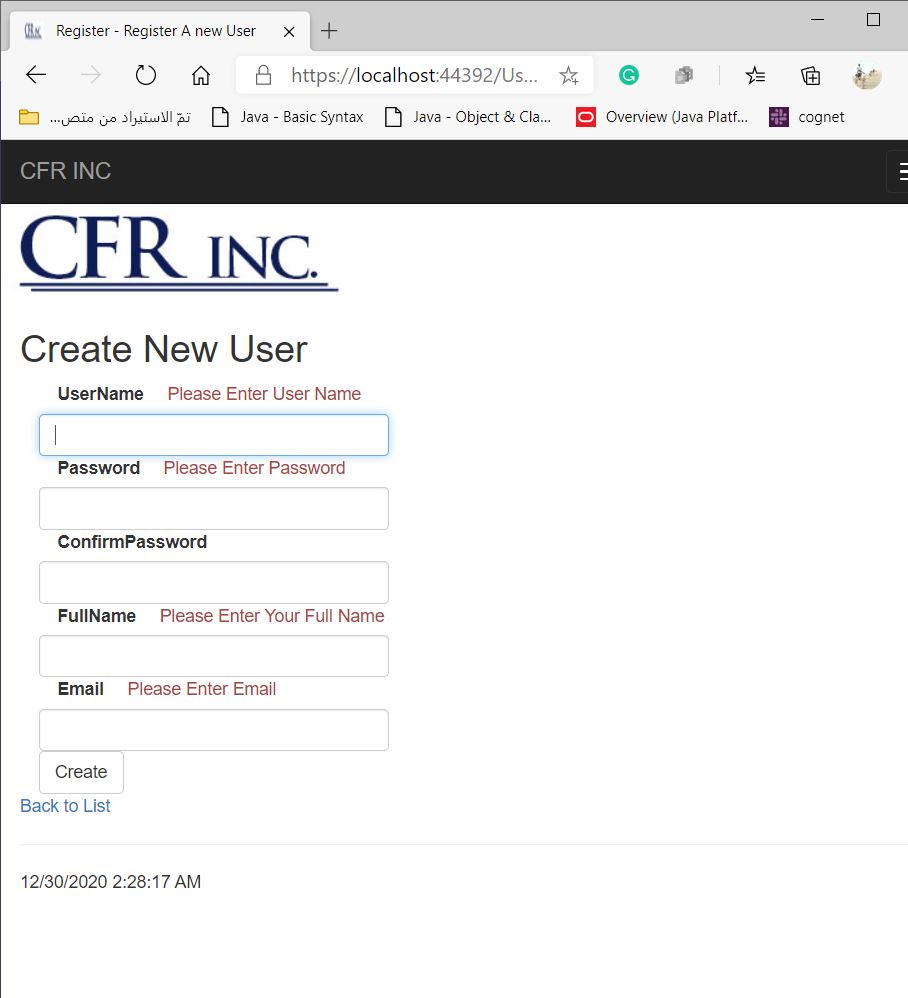 Register - Register A new User
https://localhost:44392/Us...
تمّ الاستيراد من متص...
Java - Basic Syntax
Java - Object & Cla...
Overview (Java Platf...
cognet
CFR INC
CFR INC.
Create New User
UserName Please Enter User Name
Password Please Enter Password
ConfirmPassword
FullName Please Enter Your Full Name
Email Please Enter Email
Create
Back to List
12/30/2020 2:28:17 AM